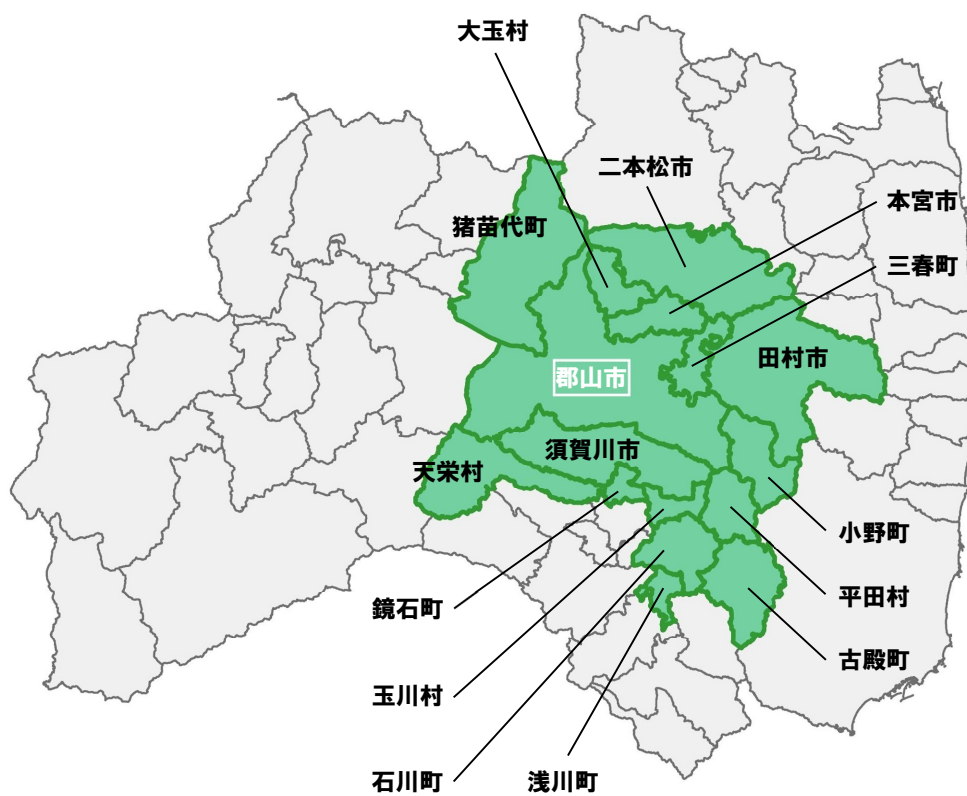 大玉村
二本松市
本宮市
猪苗代町
三春町
田村市
郡山市
須賀川市
天栄村
小野町
平田村
鏡石町
古殿町
玉川村
石川町
浅川町